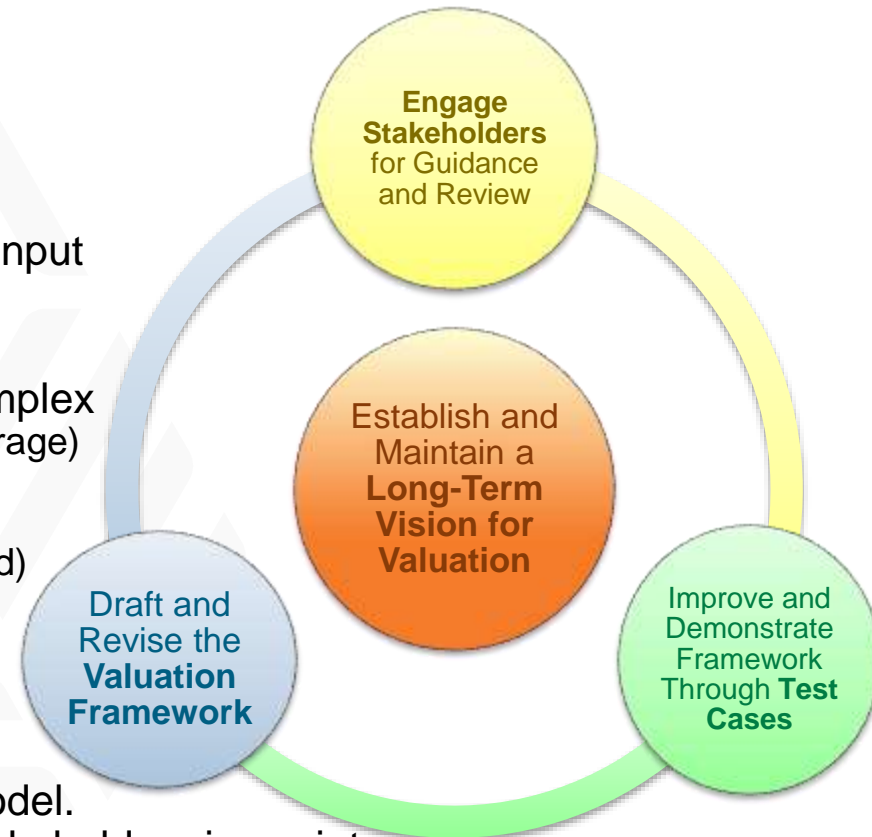 Engage
Stakeholders
for Guidance
and Review
nput
mplex
rage)
d)
odel.
Establish and
Maintain a
Long-Term
Vision for
Valuation
Draft and
Revise the
Valuation
Framework
Improve and
Demonstrate
Framework
Through Test
Cases